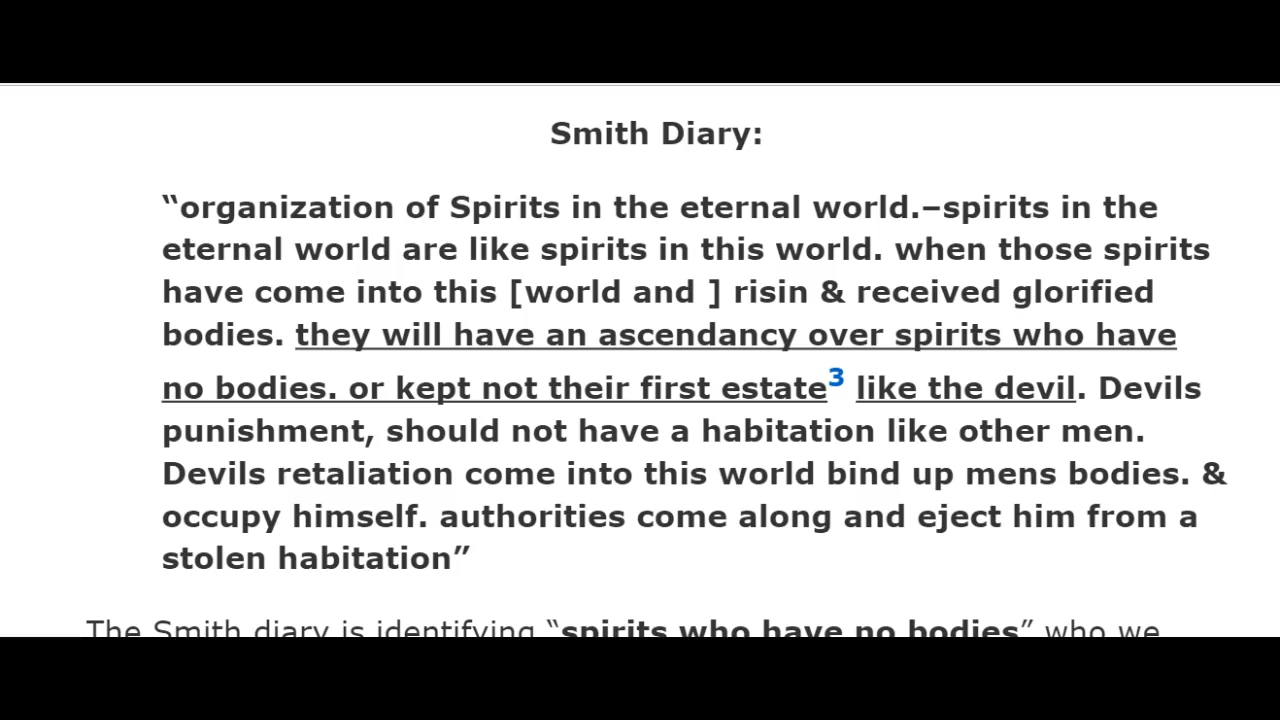 Smith Diary:
“organization of Spirits in the eternal world.–spirits in the
eternal world are like spirits in this world. when those spirits
have come into this [world and ] risin & received glorified
bodies. they will have an ascendancy over spirits who have
no bodies. or kept not their first estate3 like the devil. Devils
punishment, should not have a habitation like other men.
Devils retaliation come into this world bind up mens bodies. &
occupy himself. authorities come along and eject him from a
stolen habitation”
The Smith diary is identifying “spirits who have no bodies” who we